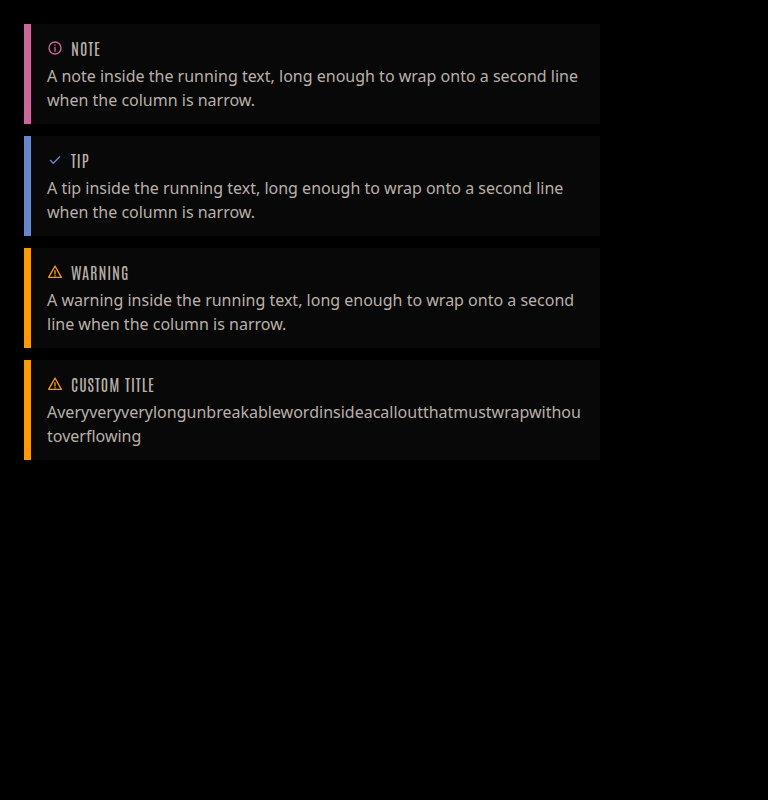 NOTE
A note inside the running text, long enough to wrap onto a second line
when the column is narrow.
TIP
A tip inside the running text, long enough to wrap onto a second line
when the column is narrow.
WARNING
A warning inside the running text, long enough to wrap onto a second
line when the column is narrow.
CUSTOM TITLE
Averyveryverylongunbreakablewordinsideacalloutthatmustwrapwithou
toverflowing